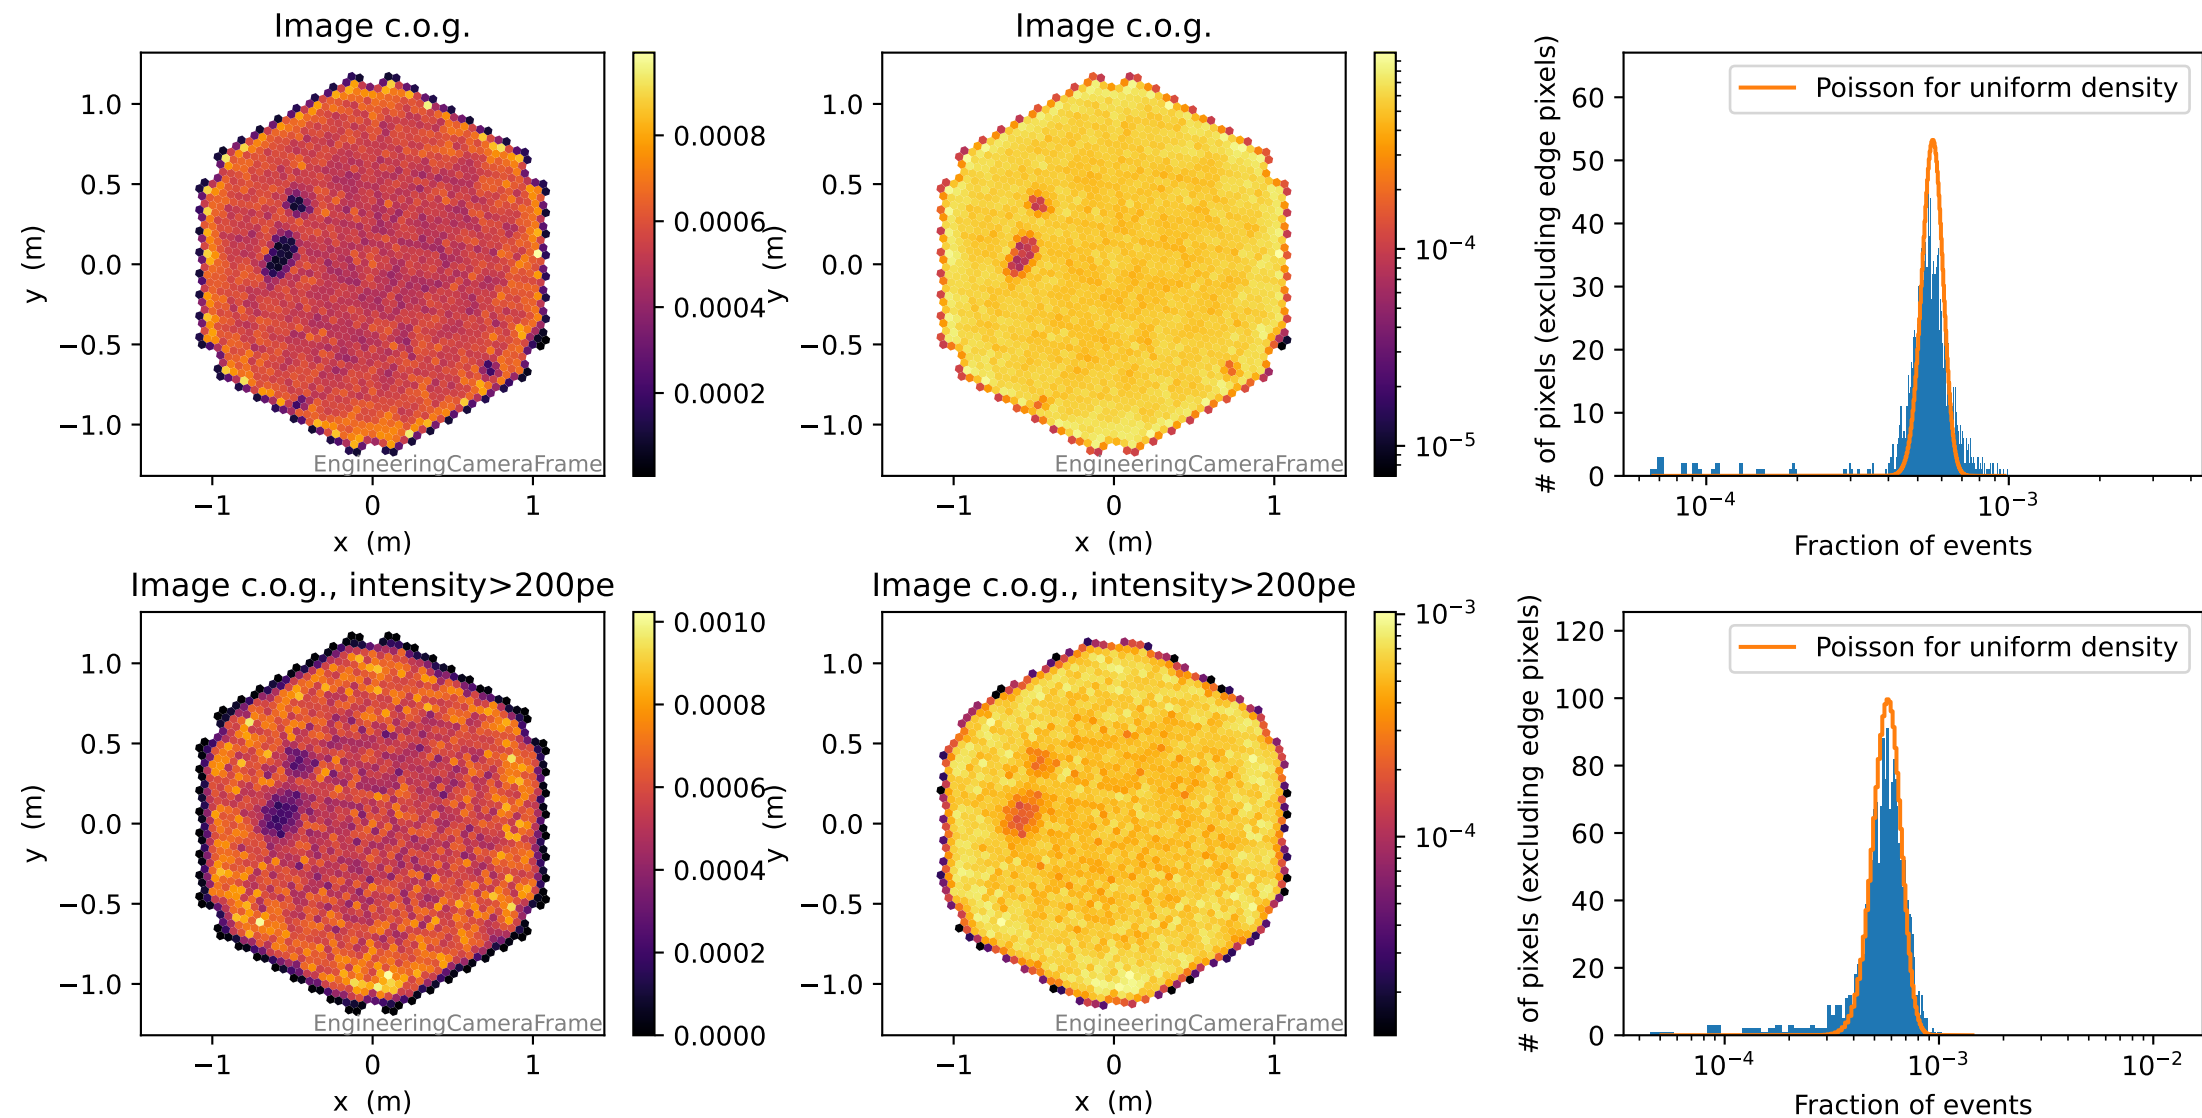 Image c.o.g.
1.0
0.5
0.0
−0.5
−1.0
y (m)
−1
0
1
x (m)
EngineeringCameraFrame
0.0008
0.0006
0.0004
0.0002
Image c.o.g.
1.0
0.5
0.0
−0.5
−1.0
y (m)
−1
0
1
x (m)
EngineeringCameraFrame
10⁻⁴
10⁻⁵
# of pixels (excluding edge pixels)
60
50
40
30
20
10
0
Poisson for uniform density
10⁻⁴
10⁻³
Fraction of events
Image c.o.g., intensity>200pe
1.0
0.5
0.0
−0.5
−1.0
y (m)
−1
0
1
x (m)
EngineeringCameraFrame
0.0010
0.0008
0.0006
0.0004
0.0002
0.0000
Image c.o.g., intensity>200pe
1.0
0.5
0.0
−0.5
−1.0
y (m)
−1
0
1
x (m)
EngineeringCameraFrame
10⁻³
10⁻⁴
# of pixels (excluding edge pixels)
120
100
80
60
40
20
0
Poisson for uniform density
10⁻⁴
10⁻³
10⁻²
Fraction of events